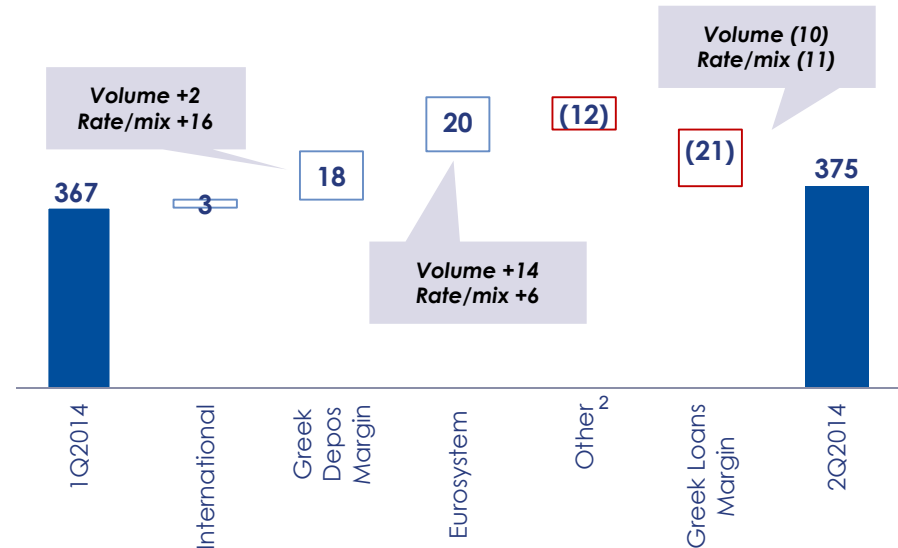 Volume (10)
Rate/mix (11)
Volume +2
Rate/mix +16
20
(12)
(21)
18
367
3
375
Volume +14
Rate/mix +6
1Q2014
International
Greek
Depos
Margin
Eurosystem
Other 2
Greek Loans
Margin
2Q2014